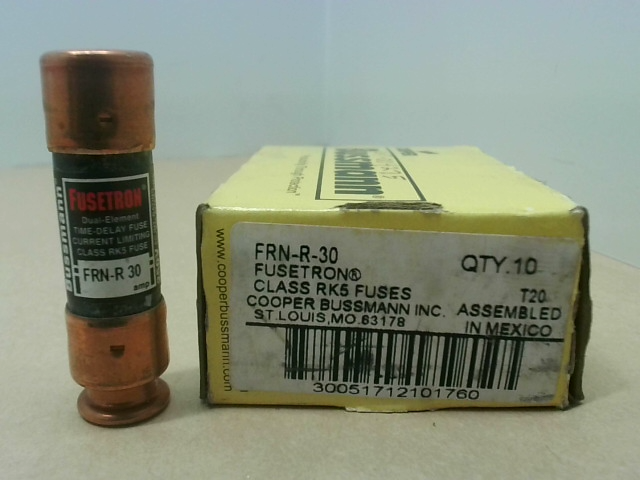 Bussmann
FUSETRON®
Dual-Element
TIME-DELAY FUSE
CURRENT LIMITING
CLASS RK5 FUSE
FRN-R 30
amp
Bussmann
www.cooperbussmann.com
FRN-R-30
QTY.10
FUSETRON®
CLASS RK5 FUSES
T20
COOPER BUSSMANN INC.
ASSEMBLED
ST.LOUIS,MO.63178
IN MEXICO
30051712101760